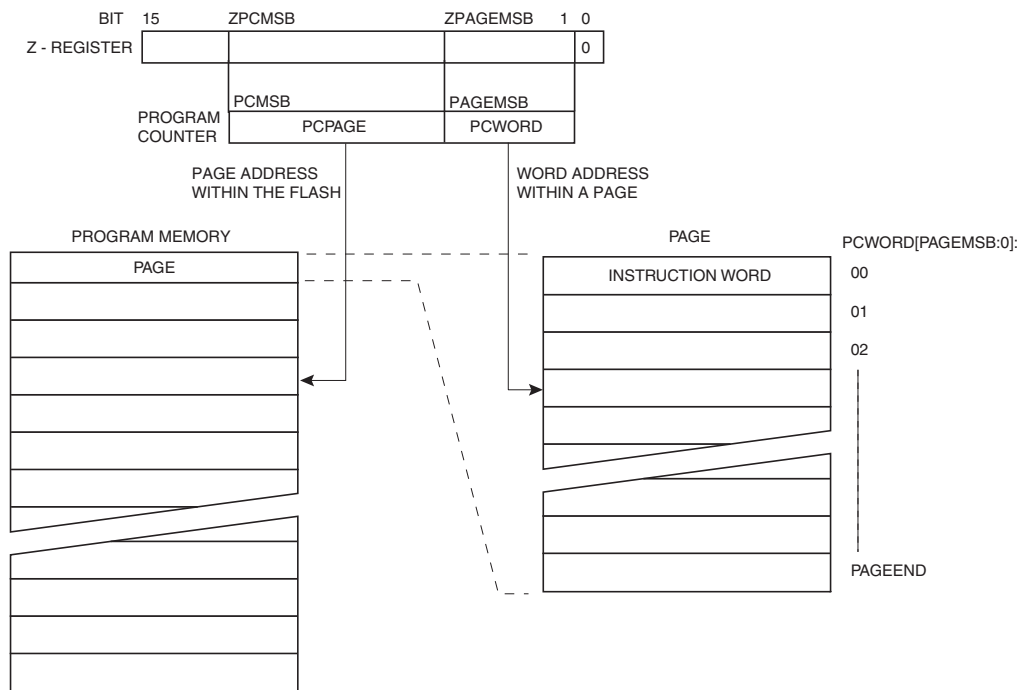 BIT 15 ZPCMSB ZPAGEMSB 1 0
Z - REGISTER 0
PCMSB PAGEMSB
PROGRAM
COUNTER
PCPAGE PCWORD
PAGE ADDRESS
WITHIN THE FLASH
WORD ADDRESS
WITHIN A PAGE
PROGRAM MEMORY
PAGE
PAGE
PCWORD[PAGEMSB:0]:
INSTRUCTION WORD
00
01
02
PAGEEND